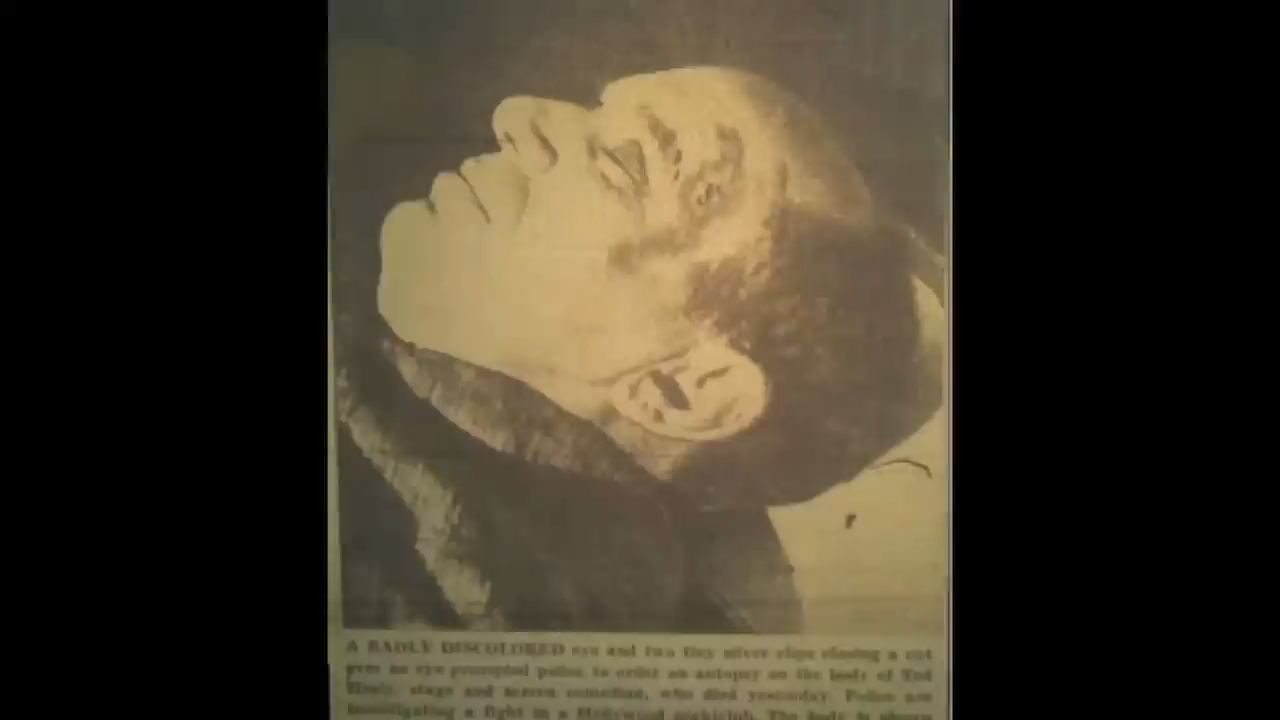 A BADLY DISCOLORED eye and two tiny silver clips closing a cut
over an eye prompted police to order an autopsy on the body of Ted
Healy, stage and screen comedian, who died yesterday. Police are
investigating a fight in a Hollywood nightclub. The body is shown